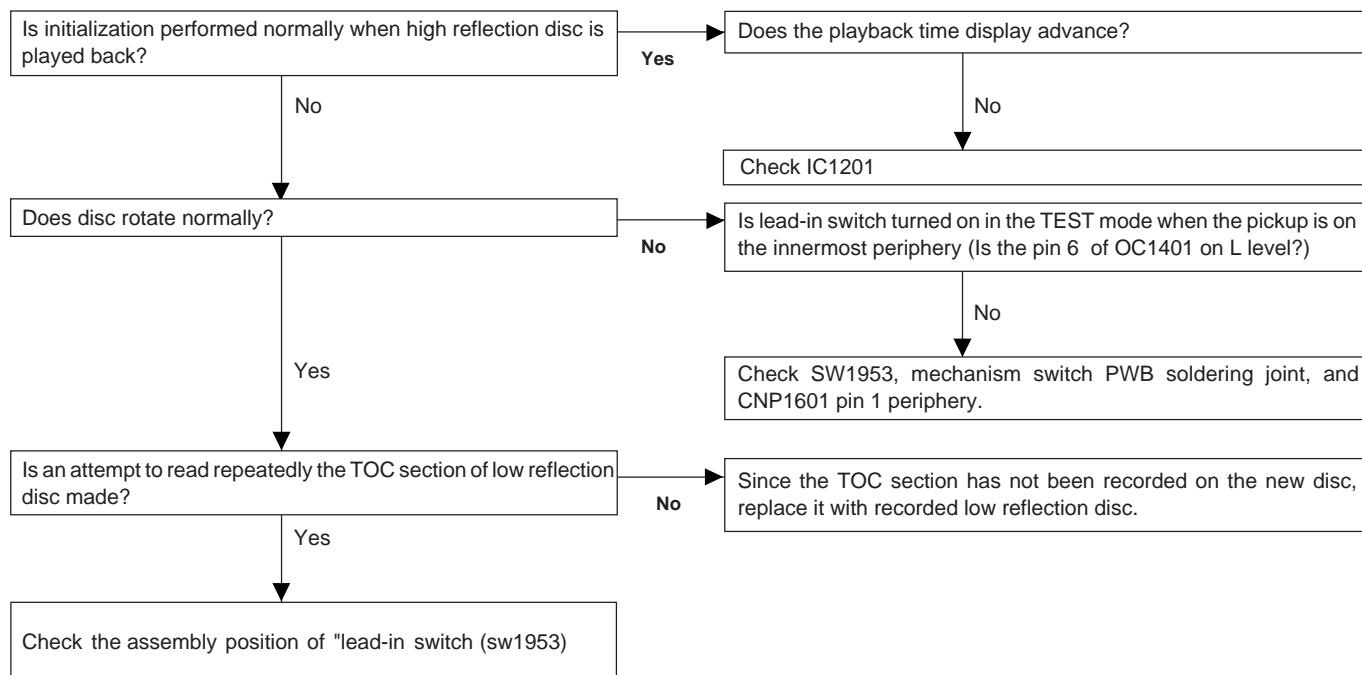 Is initialization performed normally when high reflection disc is
played back?
Yes
Does the playback time display advance?
No
No
Check IC1201
Does disc rotate normally?
No
Is lead-in switch turned on in the TEST mode when the pickup is on
the innermost periphery (Is the pin 6 of OC1401 on L level?)
No
Yes
Check SW1953, mechanism switch PWB soldering joint, and
CNP1601 pin 1 periphery.
Is an attempt to read repeatedly the TOC section of low reflection
disc made?
No
Since the TOC section has not been recorded on the new disc,
replace it with recorded low reflection disc.
Yes
Check the assembly position of "lead-in switch (sw1953)